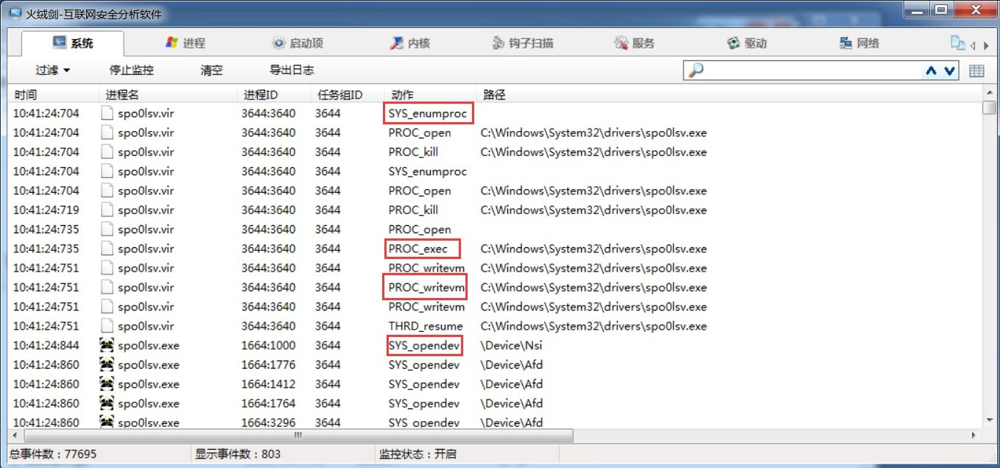 火绒剑-互联网安全分析软件
系统 进程 启动项 内核 钩子扫描 服务 驱动 网络
过滤 停止监控 清空 导出日志
时间 进程名 进程ID 任务组ID 动作 路径
10:41:24:704 spo0lsv.vir 3644:3640 3644 SYS_enumproc
10:41:24:704 spo0lsv.vir 3644:3640 3644 PROC_open C:\Windows\System32\drivers\spo0lsv.exe
10:41:24:704 spo0lsv.vir 3644:3640 3644 PROC_kill C:\Windows\System32\drivers\spo0lsv.exe
10:41:24:704 spo0lsv.vir 3644:3640 3644 SYS_enumproc
10:41:24:704 spo0lsv.vir 3644:3640 3644 PROC_open C:\Windows\System32\drivers\spo0lsv.exe
10:41:24:719 spo0lsv.vir 3644:3640 3644 PROC_kill C:\Windows\System32\drivers\spo0lsv.exe
10:41:24:735 spo0lsv.vir 3644:3640 3644 PROC_open
10:41:24:735 spo0lsv.vir 3644:3640 3644 PROC_exec C:\Windows\System32\drivers\spo0lsv.exe
10:41:24:751 spo0lsv.vir 3644:3640 3644 PROC_writevm C:\Windows\System32\drivers\spo0lsv.exe
10:41:24:751 spo0lsv.vir 3644:3640 3644 PROC_writevm C:\Windows\System32\drivers\spo0lsv.exe
10:41:24:751 spo0lsv.vir 3644:3640 3644 PROC_writevm C:\Windows\System32\drivers\spo0lsv.exe
10:41:24:751 spo0lsv.vir 3644:3640 3644 THRD_resume C:\Windows\System32\drivers\spo0lsv.exe
10:41:24:844 spo0lsv.exe 1664:1000 3644 SYS_opendev \Device\Nsi
10:41:24:860 spo0lsv.exe 1664:1776 3644 SYS_opendev \Device\Afd
10:41:24:860 spo0lsv.exe 1664:1412 3644 SYS_opendev \Device\Afd
10:41:24:860 spo0lsv.exe 1664:1764 3644 SYS_opendev \Device\Afd
10:41:24:860 spo0lsv.exe 1664:3296 3644 SYS_opendev \Device\Afd
总事件数：77695 显示事件数：803 监控状态：开启